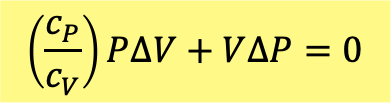 (c_P/c_V) PΔV + VΔP = 0